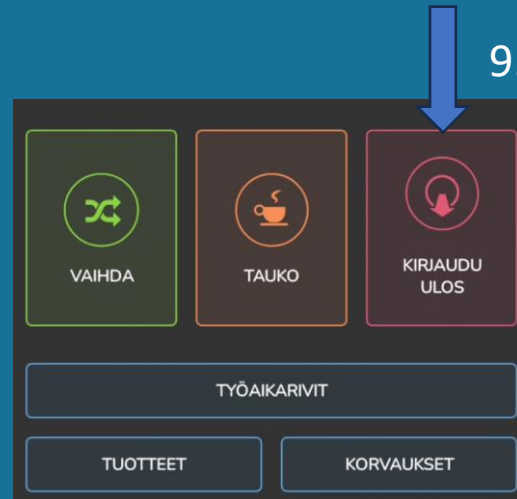 9.
VAIHDA
TAUKO
KIRJAUDU
ULOS
TYÖAIKARIVIT
TUOTTEET
KORVAUKSET